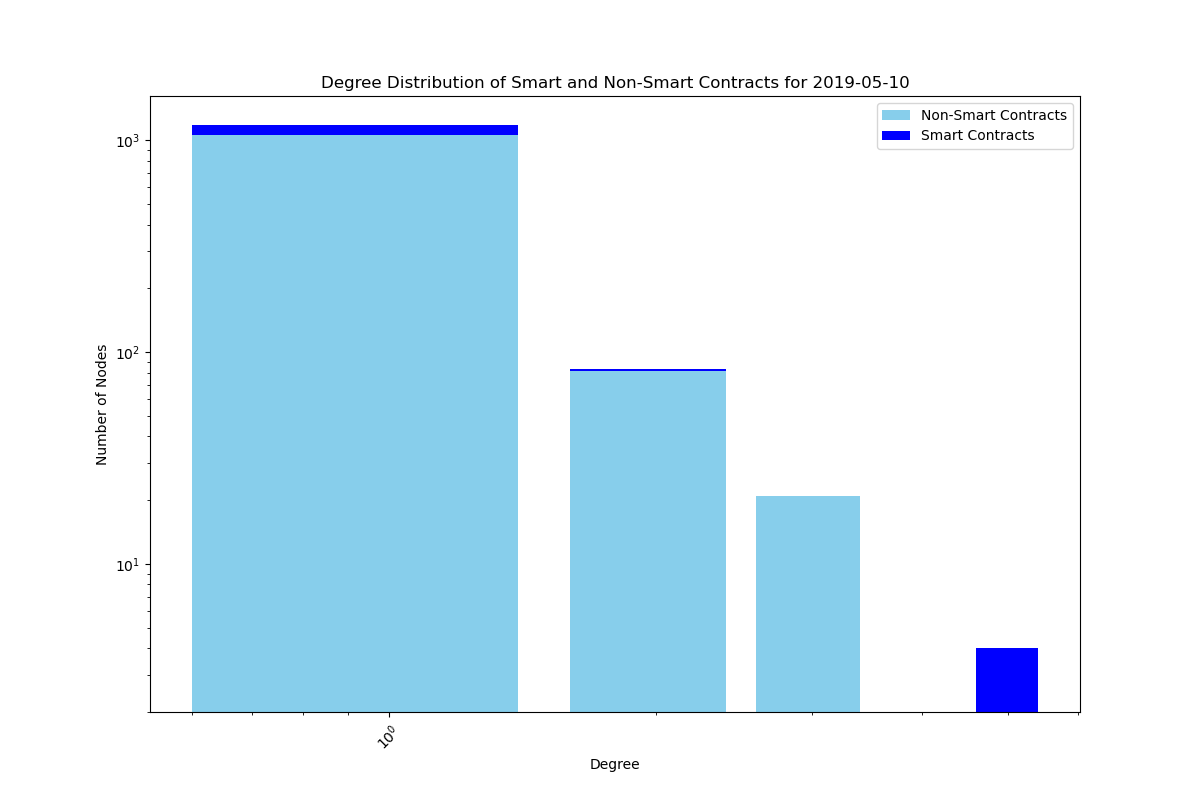 Degree Distribution of Smart and Non-Smart Contracts for 2019-05-10
Non-Smart Contracts
Smart Contracts
10³
10²
10¹
Number of Nodes
10⁰
Degree